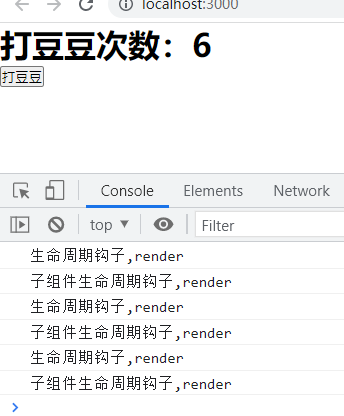 localhost:3000
打豆豆次数：6
打豆豆
Console Elements Network
top Filter
生命周期钩子,render
子组件生命周期钩子,render
生命周期钩子,render
子组件生命周期钩子,render
生命周期钩子,render
子组件生命周期钩子,render